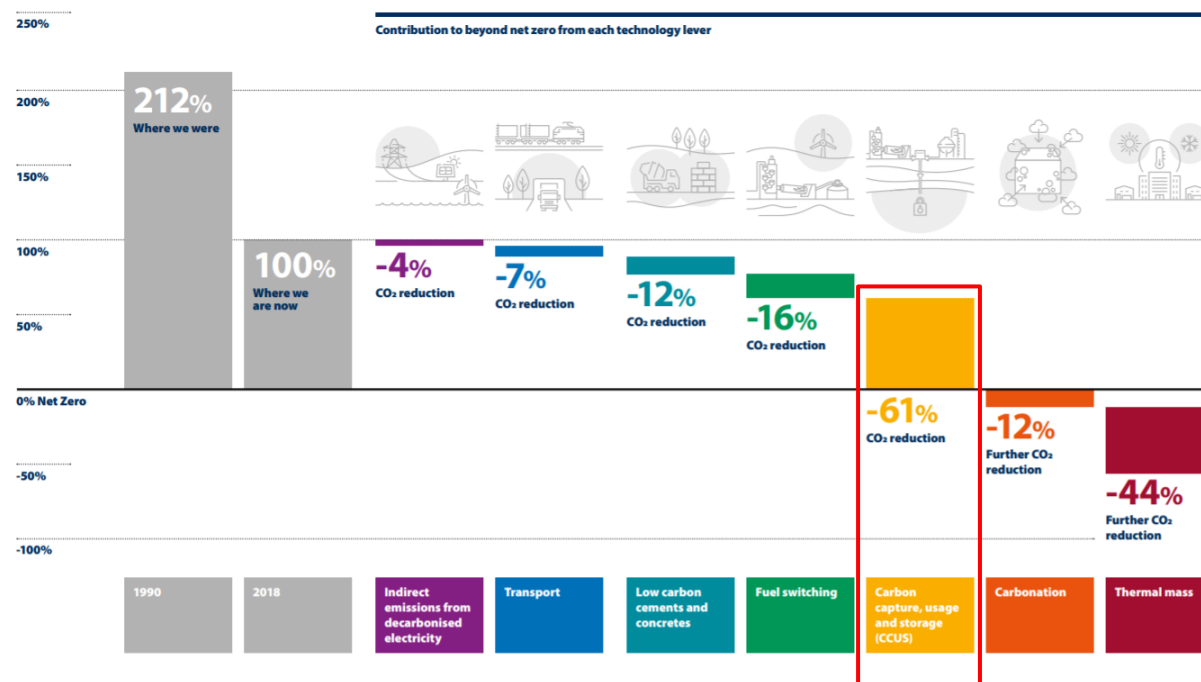 250%
Contribution to beyond net zero from each technology lever
200%
150%
100%
50%
0% Net Zero
-50%
-100%
212%
Where we were
100%
Where we
are now
-4%
CO₂ reduction
-7%
CO₂ reduction
-12%
CO₂ reduction
-16%
CO₂ reduction
-61%
CO₂ reduction
-12%
Further CO₂
reduction
-44%
Further CO₂
reduction
1990
2018
Indirect
emissions from
decarbonised
electricity
Transport
Low carbon
cements and
concretes
Fuel switching
Carbon
capture, usage
and storage
(CCUS)
Carbonation
Thermal mass